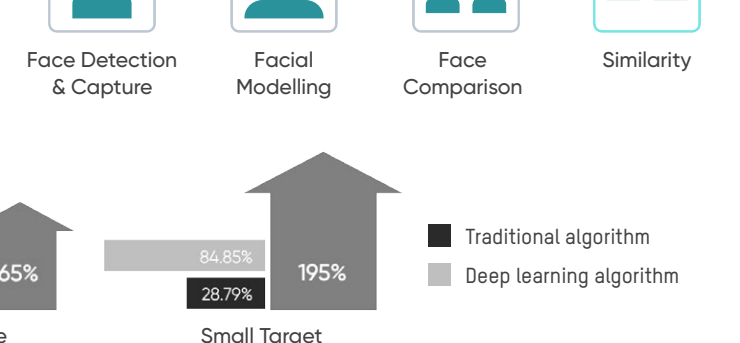 Face Detection
& Capture
Facial
Modelling
Face
Comparison
Similarity
65%
84.85%
28.79%
195%
Traditional algorithm
Deep learning algorithm
Small Target